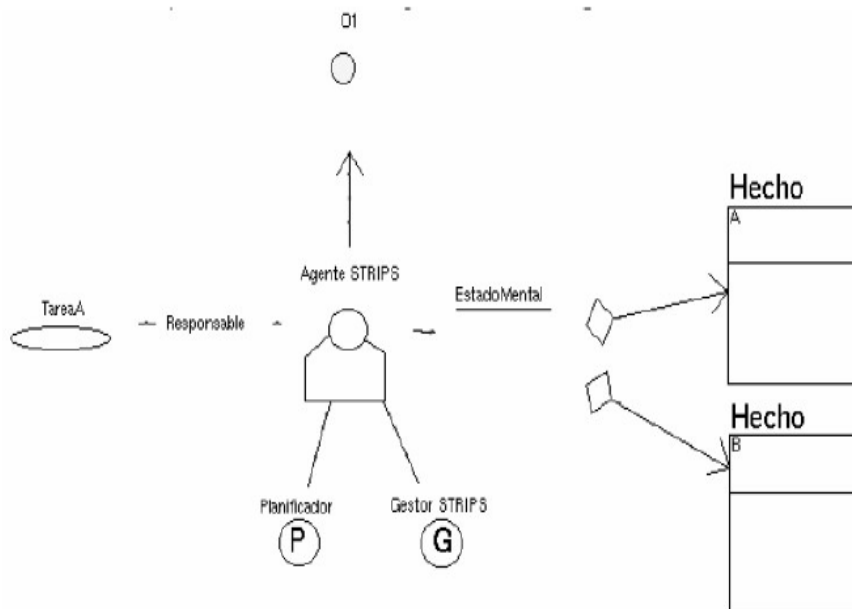 O1
Hecho
A
Agente STRIPS
EstadoMental
TareaA
Responsable
Hecho
B
Planificador
Gestor STRIPS
P
G